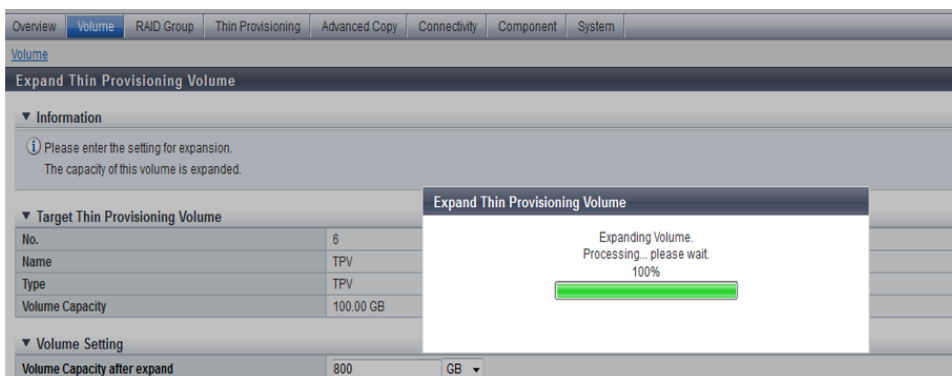 Overview Volume RAID Group Thin Provisioning Advanced Copy Connectivity Component System
Volume
Expand Thin Provisioning Volume
▼ Information
Please enter the setting for expansion.
The capacity of this volume is expanded.
▼ Target Thin Provisioning Volume
No. 6
Name TPV
Type TPV
Volume Capacity 100.00 GB
▼ Volume Setting
Volume Capacity after expand 800 GB
Expand Thin Provisioning Volume
Expanding Volume.
Processing... please wait.
100%